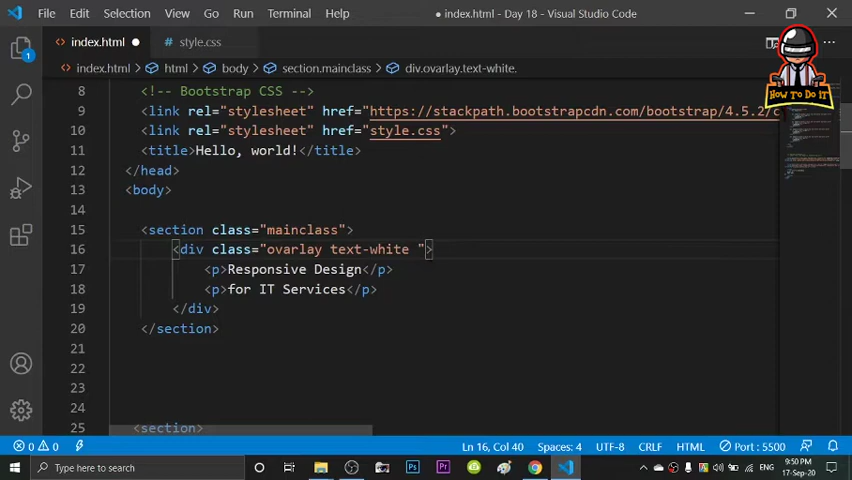 File Edit Selection View Go Run Terminal Help
● index.html - Day 18 - Visual Studio Code
index.html ●
# style.css
HOW TO DO IT
index.html > html > body > section.mainclass > div.ovarlay.text-white.
8 <!-- Bootstrap CSS -->
9 <link rel="stylesheet" href="https://stackpath.bootstrapcdn.com/bootstrap/4.5.2/c
10 <link rel="stylesheet" href="style.css">
11 <title>Hello, world!</title>
12 </head>
13 <body>
14
15 <section class="mainclass">
16 <div class="ovarlay text-white ">
17 <p>Responsive Design</p>
18 <p>for IT Services</p>
19 </div>
20 </section>
21
22
23
24
25 <section>
0 0 Ln 16, Col 40 Spaces: 4 UTF-8 CRLF HTML Port : 5500
Type here to search
Ps Pr ENG
9:50 PM
17-Sep-20